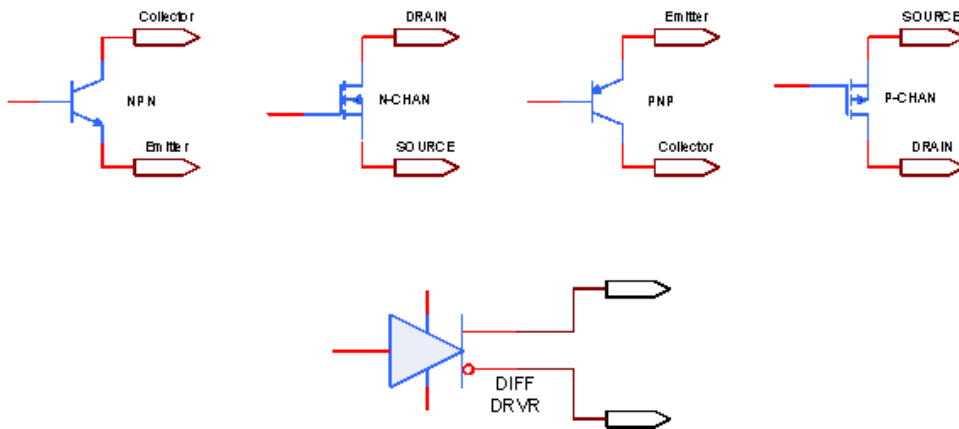 Collector
NPN
Emitter
DRAIN
N-CHAN
SOURCE
Emitter
PNP
Collector
SOURCE
P-CHAN
DRAIN
DIFF
DRVR